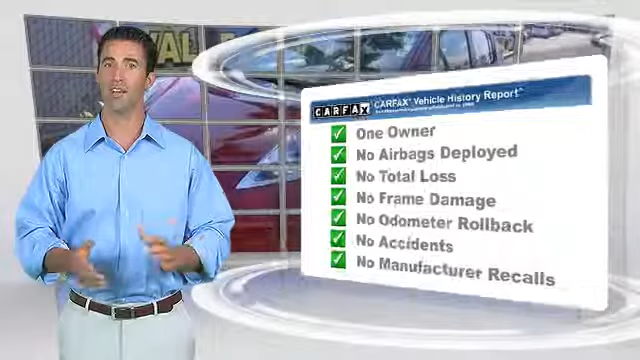 CARFAX CARFAX Vehicle History Report™
One Owner
No Airbags Deployed
No Total Loss
No Frame Damage
No Odometer Rollback
No Accidents
No Manufacturer Recalls